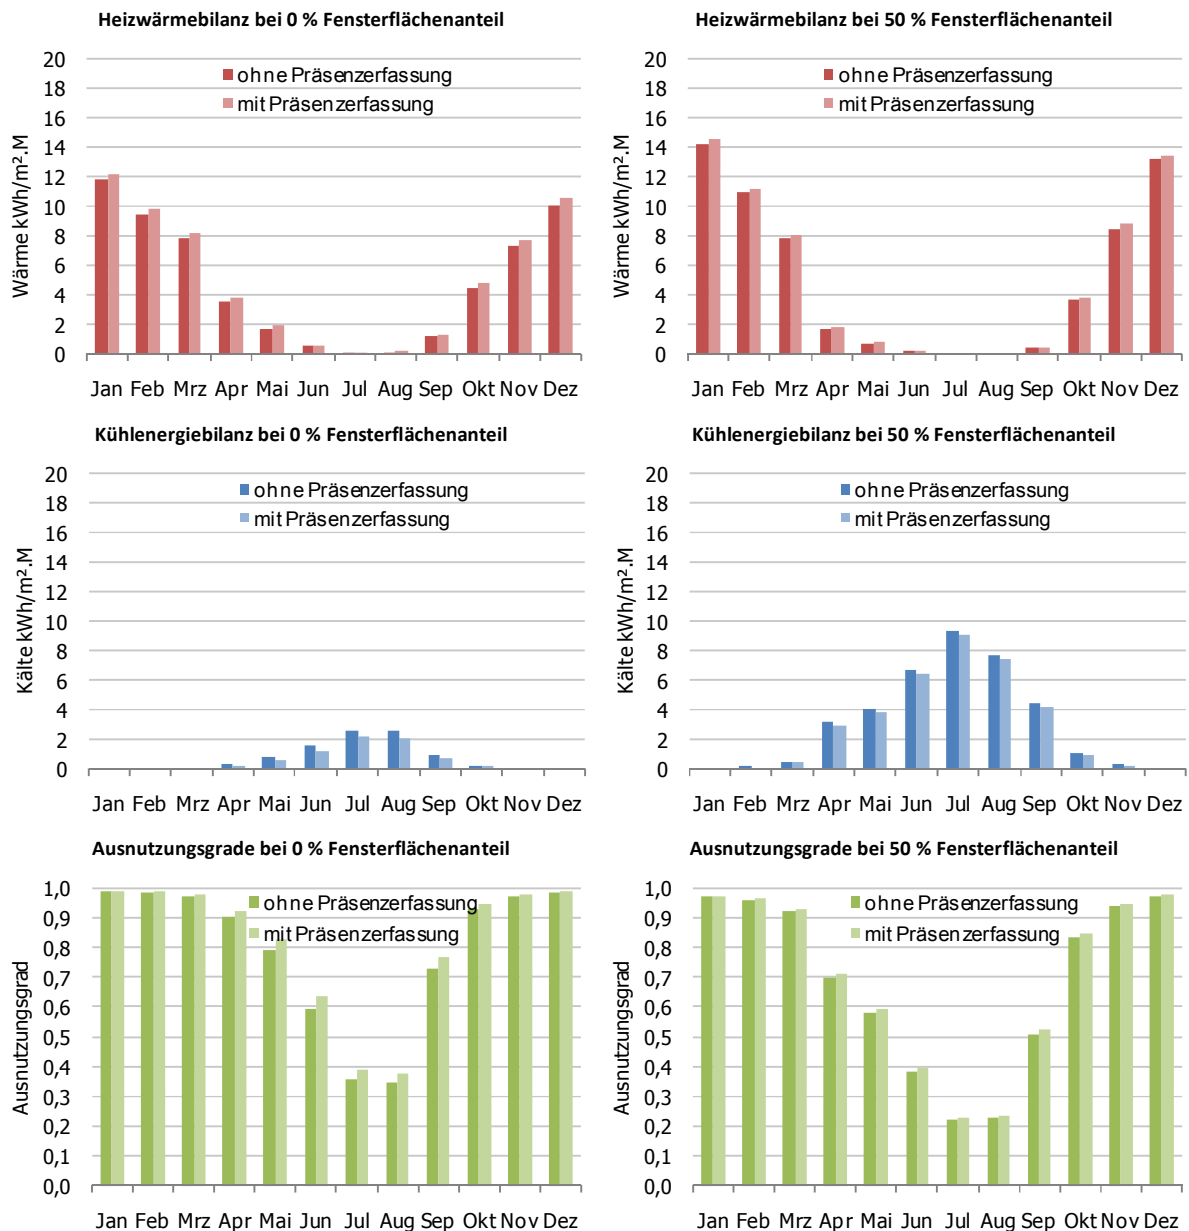 Heizwärmebilanz bei 0 % Fensterflächenanteil
Wärme kWh/m².M
20
18
16
14
12
10
8
6
4
2
0
ohne Präsenzerfassung
mit Präsenzerfassung
Jan Feb Mrz Apr Mai Jun Jul Aug Sep Okt Nov Dez
Heizwärmebilanz bei 50 % Fensterflächenanteil
Wärme kWh/m².M
20
18
16
14
12
10
8
6
4
2
0
ohne Präsenzerfassung
mit Präsenzerfassung
Jan Feb Mrz Apr Mai Jun Jul Aug Sep Okt Nov Dez
Kühlenergiebilanz bei 0 % Fensterflächenanteil
Kälte kWh/m².M
20
18
16
14
12
10
8
6
4
2
0
ohne Präsenzerfassung
mit Präsenzerfassung
Jan Feb Mrz Apr Mai Jun Jul Aug Sep Okt Nov Dez
Kühlenergiebilanz bei 50 % Fensterflächenanteil
Kälte kWh/m².M
20
18
16
14
12
10
8
6
4
2
0
ohne Präsenzerfassung
mit Präsenzerfassung
Jan Feb Mrz Apr Mai Jun Jul Aug Sep Okt Nov Dez
Ausnutzungsgrade bei 0 % Fensterflächenanteil
Ausnutzungsgrad
1,0
0,9
0,8
0,7
0,6
0,5
0,4
0,3
0,2
0,1
0,0
ohne Präsenzerfassung
mit Präsenzerfassung
Jan Feb Mrz Apr Mai Jun Jul Aug Sep Okt Nov Dez
Ausnutzungsgrade bei 50 % Fensterflächenanteil
Ausnutzungsgrad
1,0
0,9
0,8
0,7
0,6
0,5
0,4
0,3
0,2
0,1
0,0
ohne Präsenzerfassung
mit Präsenzerfassung
Jan Feb Mrz Apr Mai Jun Jul Aug Sep Okt Nov Dez